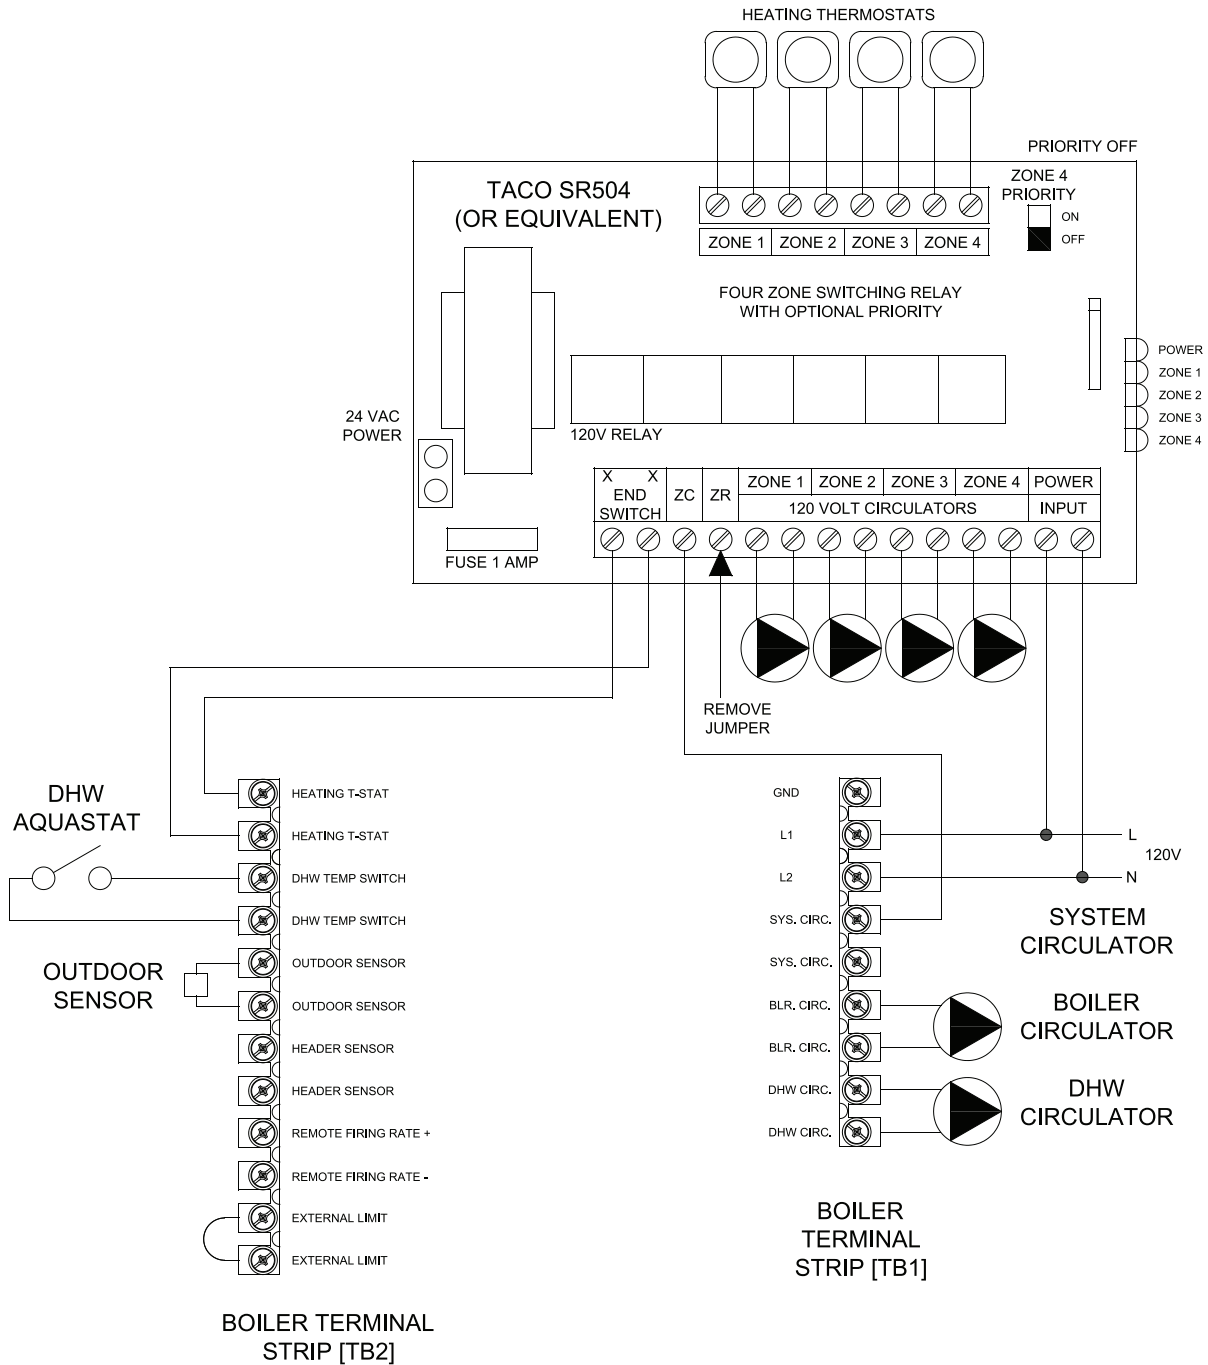 HEATING THERMOSTATS
PRIORITY OFF
TACO SR504
(OR EQUIVALENT)
ZONE 4
PRIORITY
ON
OFF
ZONE 1 ZONE 2 ZONE 3 ZONE 4
FOUR ZONE SWITCHING RELAY
WITH OPTIONAL PRIORITY
POWER
ZONE 1
ZONE 2
ZONE 3
ZONE 4
24 VAC
POWER
120V RELAY
X X
END
SWITCH
ZC
ZR
ZONE 1 ZONE 2 ZONE 3 ZONE 4
120 VOLT CIRCULATORS
POWER
INPUT
FUSE 1 AMP
REMOVE
JUMPER
DHW
AQUASTAT
OUTDOOR
SENSOR
HEATING T-STAT
HEATING T-STAT
DHW TEMP SWITCH
DHW TEMP SWITCH
OUTDOOR SENSOR
OUTDOOR SENSOR
HEADER SENSOR
HEADER SENSOR
REMOTE FIRING RATE +
REMOTE FIRING RATE -
EXTERNAL LIMIT
EXTERNAL LIMIT
BOILER TERMINAL
STRIP [TB2]
GND
L1
L2
SYS. CIRC.
SYS. CIRC.
BLR. CIRC.
BLR. CIRC.
DHW CIRC.
DHW CIRC.
L
120V
N
SYSTEM
CIRCULATOR
BOILER
CIRCULATOR
DHW
CIRCULATOR
BOILER
TERMINAL
STRIP [TB1]